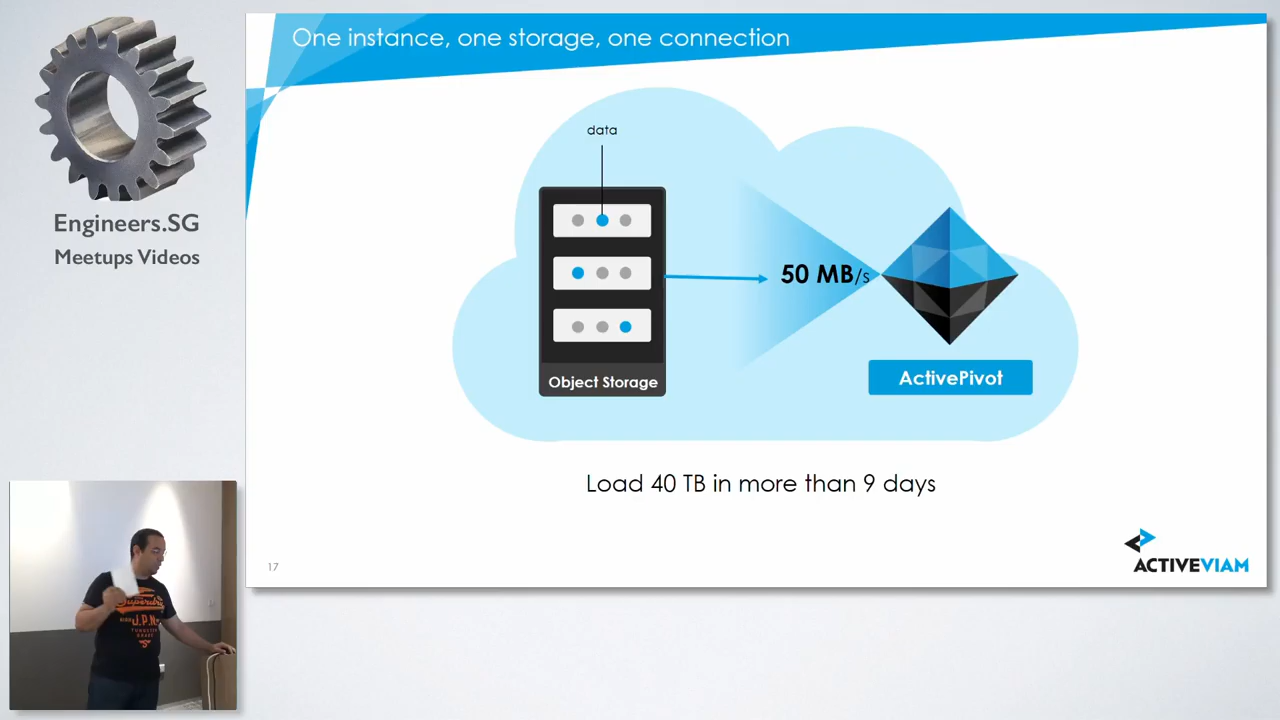 One instance, one storage, one connection
Engineers.SG
Meetups Videos
data
50 MB/s
Object Storage
ActivePivot
Load 40 TB in more than 9 days
17
ACTIVEVIAM
Superdry
J.P.N.